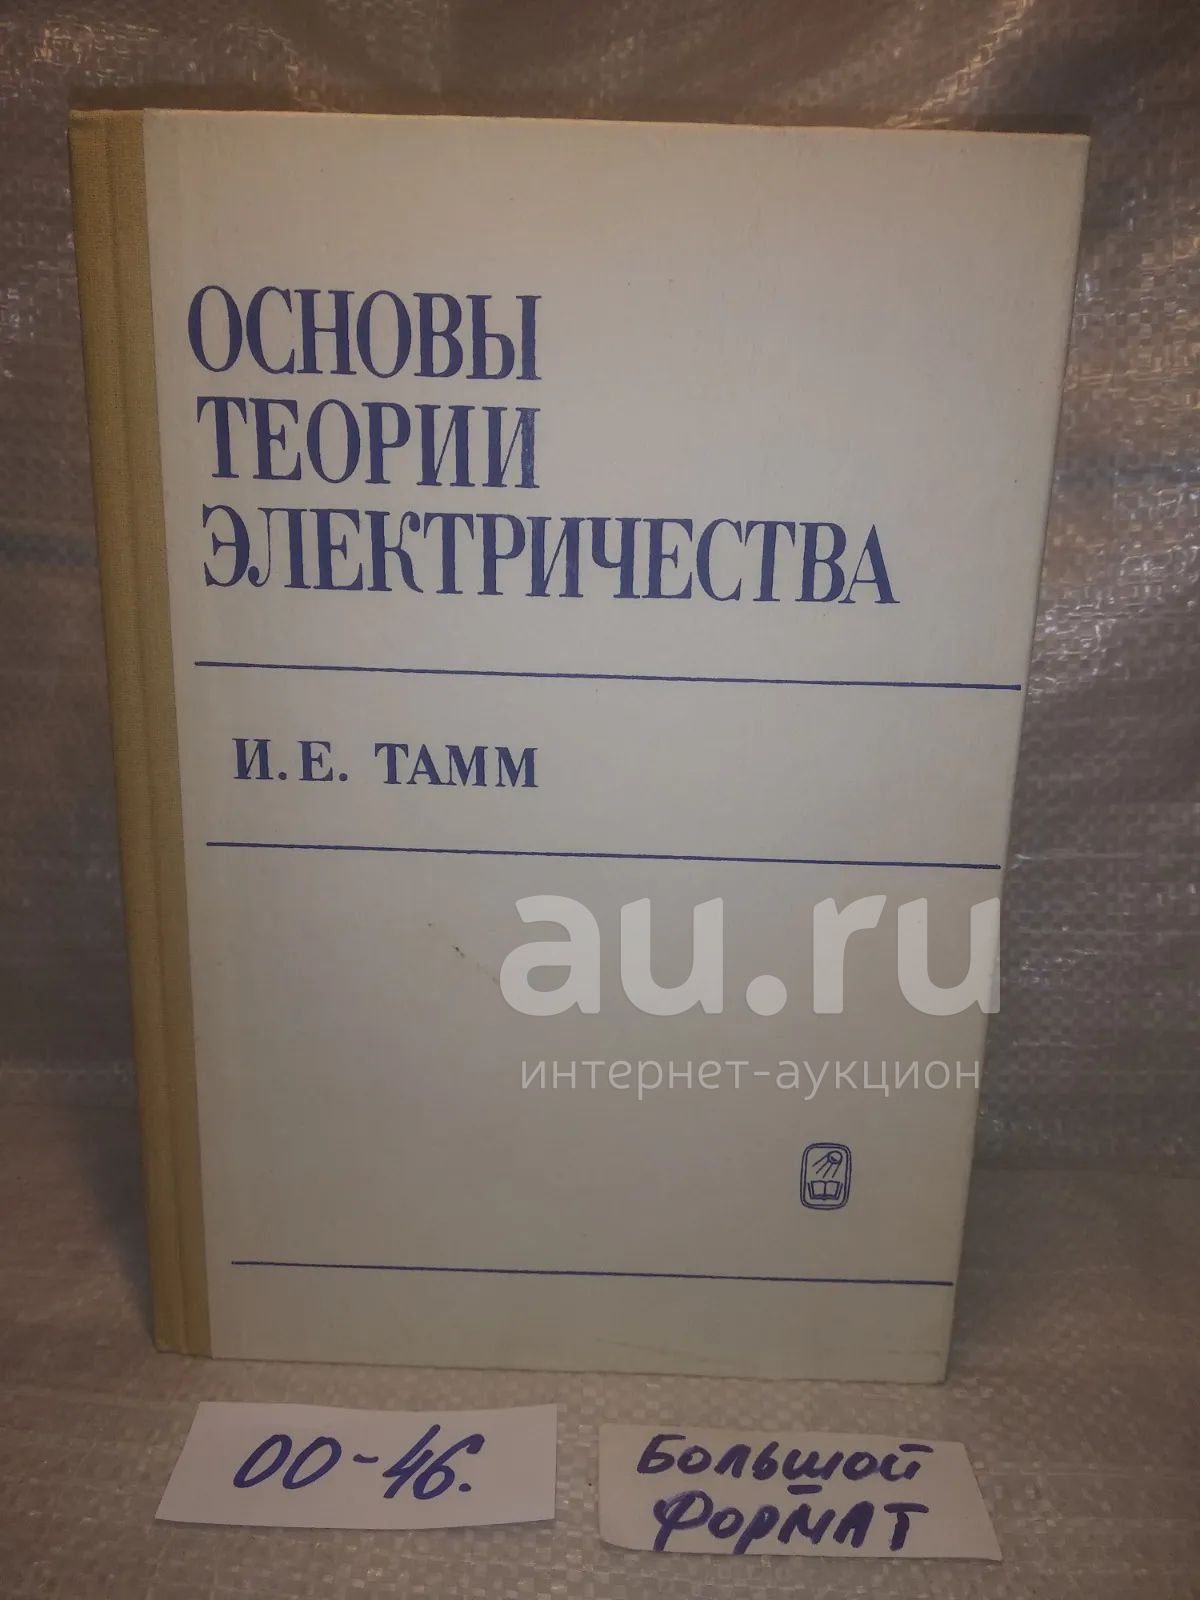 ОСНОВЫ
ТЕОРИИ
ЭЛЕКТРИЧЕСТВА
И. Е. ТАММ
au.ru
интернет-аукцион
00-46.
БОЛЬШОЙ
ФОРМАТ